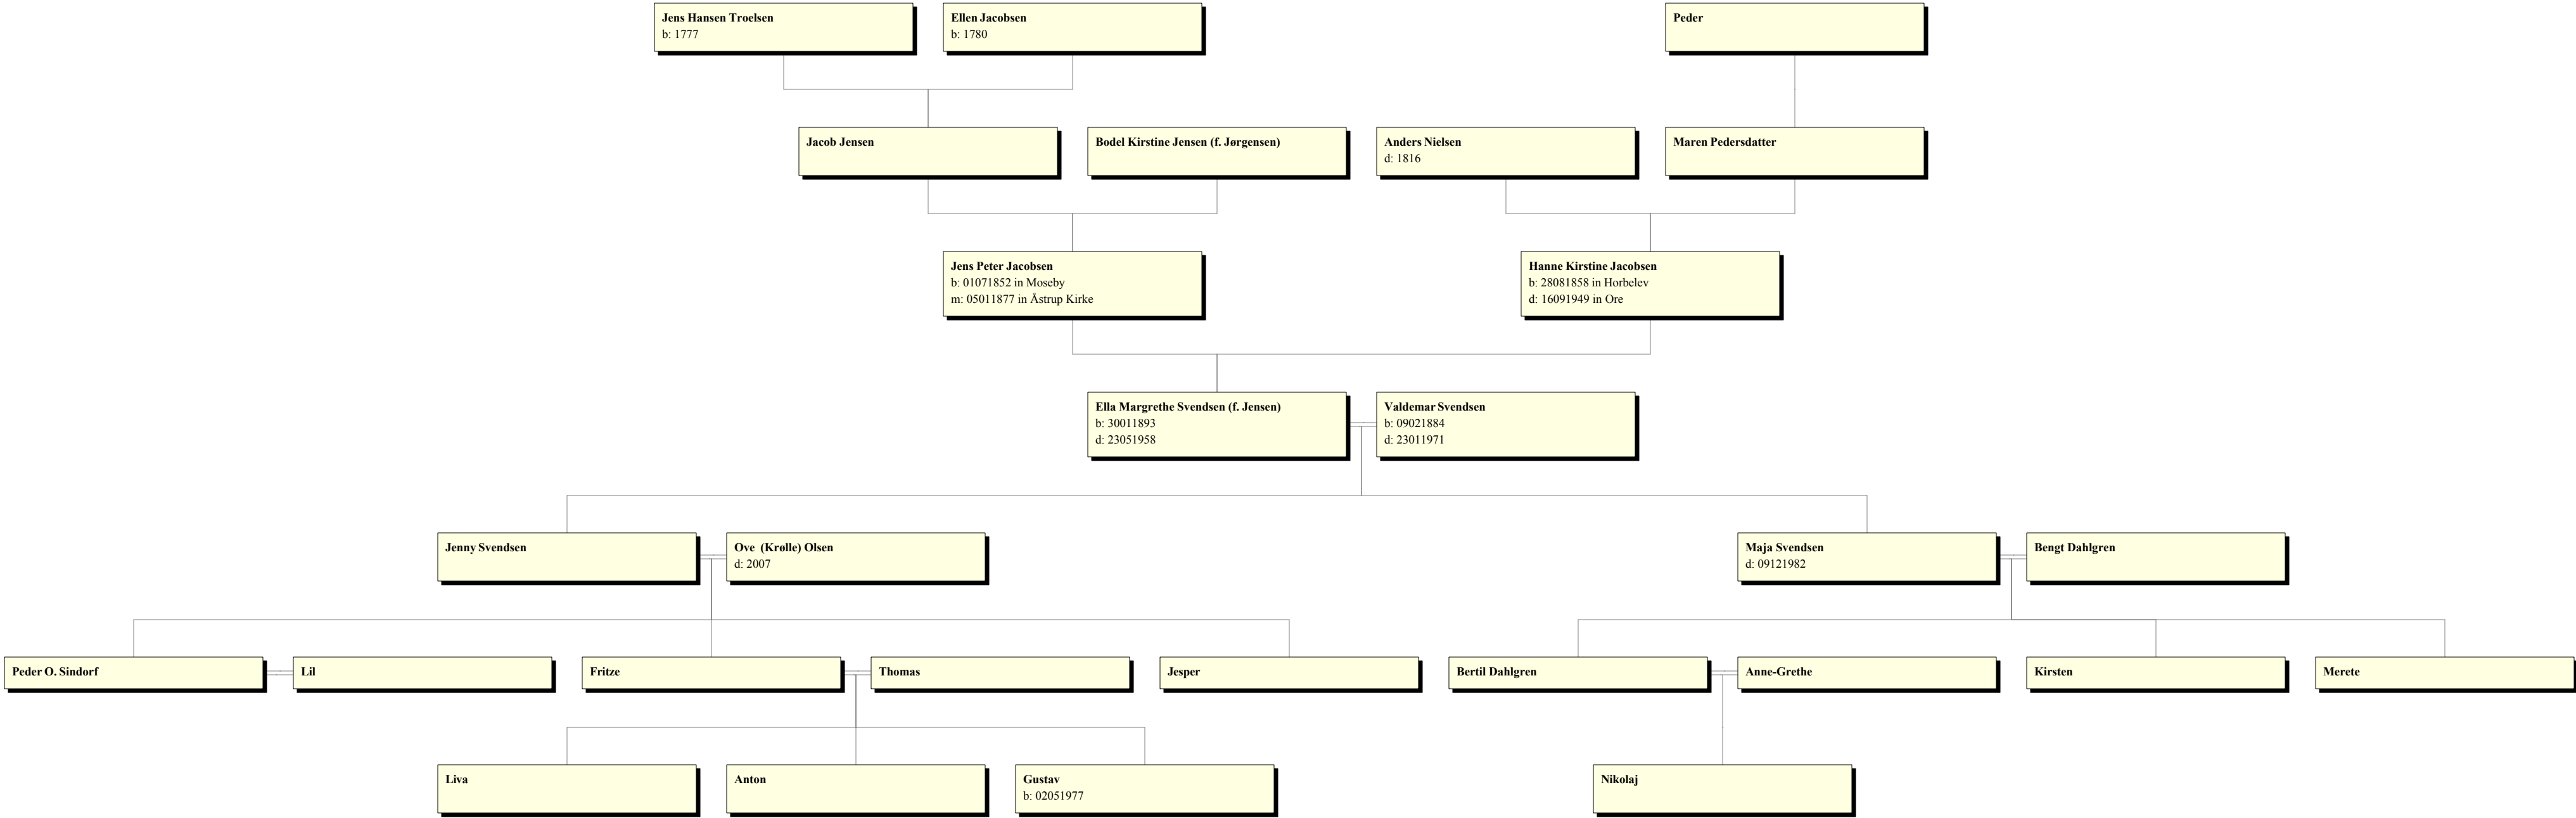 Jens Hansen Troelsen
b: 1777
Ellen Jacobsen
b: 1780
Peder
Jacob Jensen
Bodel Kirstine Jensen (f. Jørgensen)
Anders Nielsen
d: 1816
Maren Pedersdatter
Jens Peter Jacobsen
b: 01071852 in Moseby
m: 05011877 in Åstrup Kirke
Hanne Kirstine Jacobsen
b: 28081858 in Horbelev
d: 16091949 in Ore
Ella Margrethe Svendsen (f. Jensen)
b: 30011893
d: 23051958
Valdemar Svendsen
b: 09021884
d: 23011971
Jenny Svendsen
Ove (Krølle) Olsen
d: 2007
Maja Svendsen
d: 09121982
Bengt Dahlgren
Peder O. Sindorf
Lil
Fritze
Thomas
Jesper
Bertil Dahlgren
Anne-Grethe
Kirsten
Merete
Liva
Anton
Gustav
b: 02051977
Nikolaj